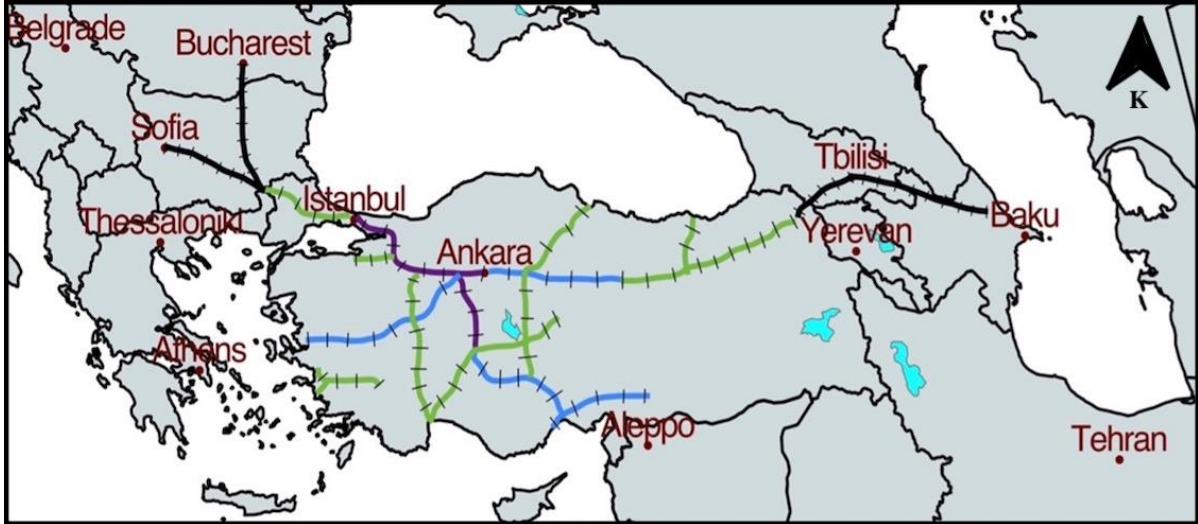 Belgrade
Bucharest
K
Sofia
Tbilisi
Istanbul
Thessaloniki
Baku
Yerevan
Ankara
Athens
Aleppo
Tehran